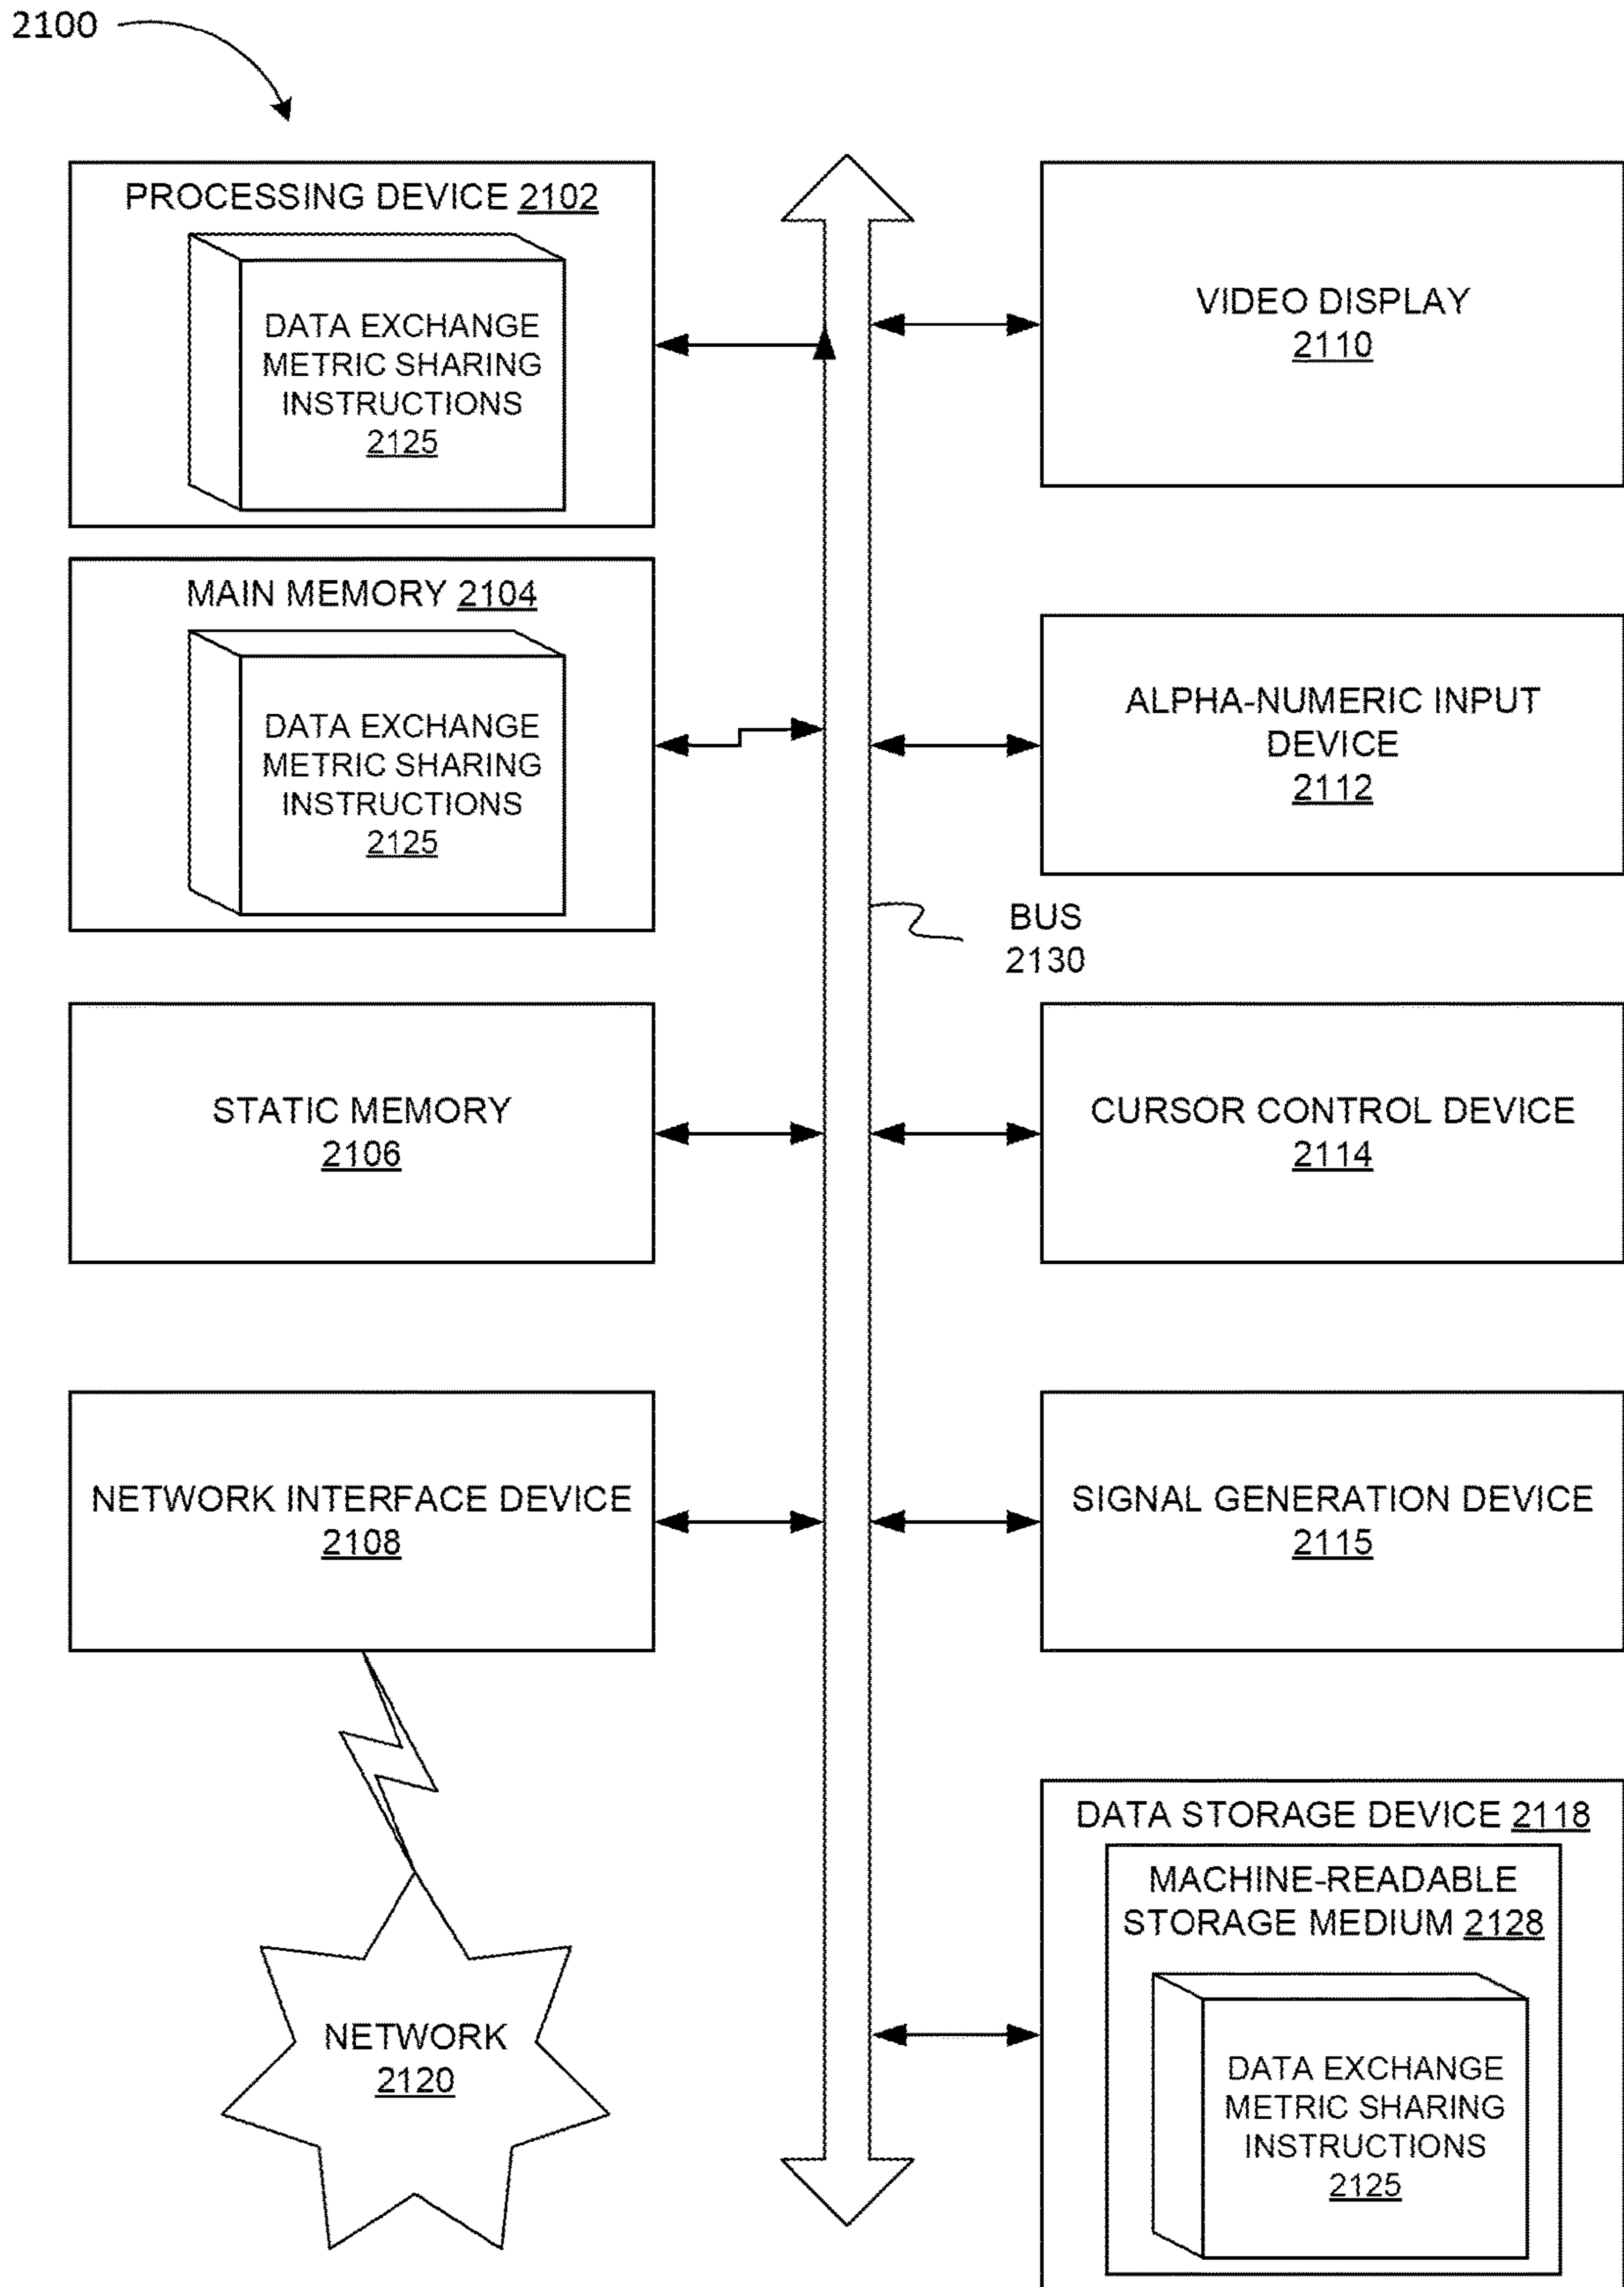 2100
PROCESSING DEVICE 2102
DATA EXCHANGE
METRIC SHARING
INSTRUCTIONS
2125
MAIN MEMORY 2104
DATA EXCHANGE
METRIC SHARING
INSTRUCTIONS
2125
STATIC MEMORY
2106
NETWORK INTERFACE DEVICE
2108
NETWORK
2120
BUS
2130
VIDEO DISPLAY
2110
ALPHA-NUMERIC INPUT
DEVICE
2112
CURSOR CONTROL DEVICE
2114
SIGNAL GENERATION DEVICE
2115
DATA STORAGE DEVICE 2118
MACHINE-READABLE
STORAGE MEDIUM 2128
DATA EXCHANGE
METRIC SHARING
INSTRUCTIONS
2125